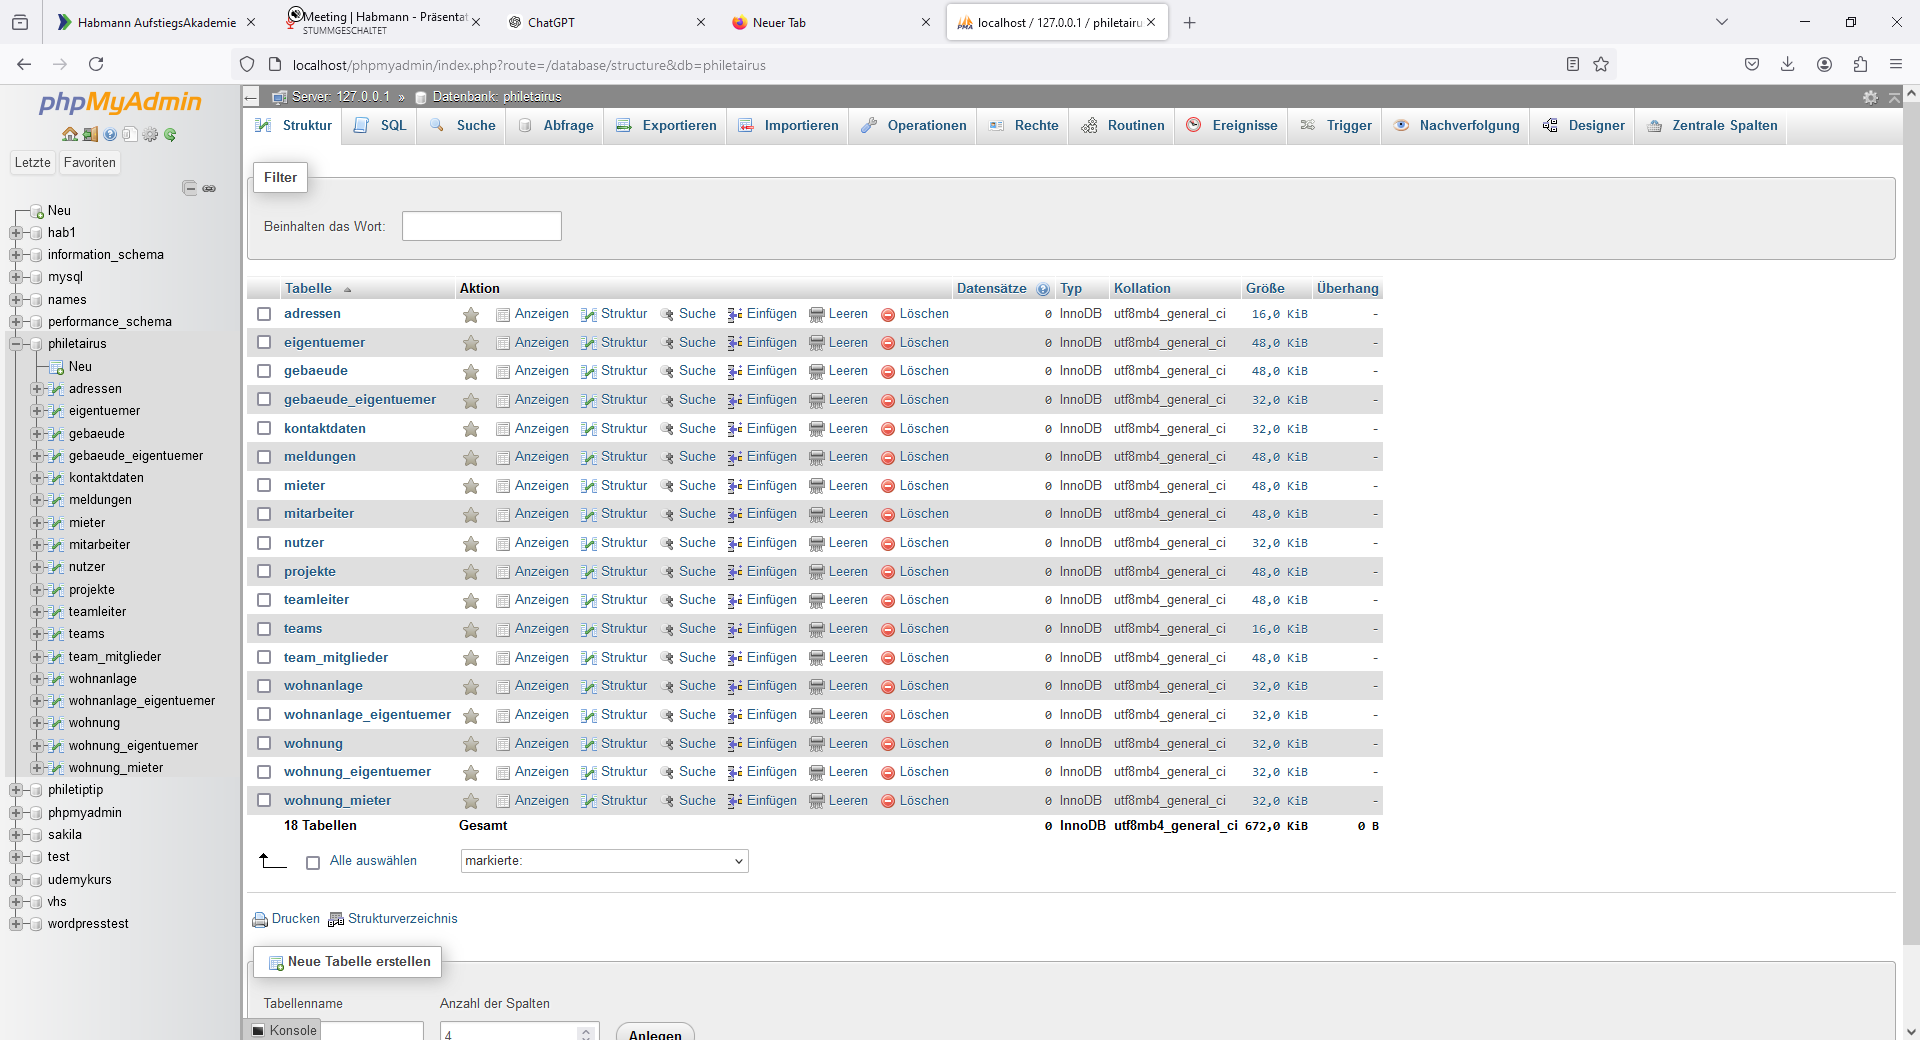 Habmann AufstiegsAkademie
Meeting | Habmann - Präsentat
STUMMGESCHALTET
ChatGPT
Neuer Tab
localhost / 127.0.0.1 / philetairu
localhost/phpmyadmin/index.php?route=/database/structure&db=philetairus
phpMyAdmin
Letzte Favoriten
Neu
hab1
information_schema
mysql
names
performance_schema
philetairus
Neu
adressen
eigentuemer
gebaeude
gebaeude_eigentuemer
kontaktdaten
meldungen
mieter
mitarbeiter
nutzer
projekte
teamleiter
teams
team_mitglieder
wohnanlage
wohnanlage_eigentuemer
wohnung
wohnung_eigentuemer
wohnung_mieter
philetiptip
phpmyadmin
sakila
test
udemykurs
vhs
wordpresstest
Server: 127.0.0.1 » Datenbank: philetairus
Struktur SQL Suche Abfrage Exportieren Importieren Operationen Rechte Routinen Ereignisse Trigger Nachverfolgung Designer Zentrale Spalten
Filter
Beinhalten das Wort:
Tabelle Aktion Datensätze Typ Kollation Größe Überhang
adressen Anzeigen Struktur Suche Einfügen Leeren Löschen 0 InnoDB utf8mb4_general_ci 16,0 KiB -
eigentuemer Anzeigen Struktur Suche Einfügen Leeren Löschen 0 InnoDB utf8mb4_general_ci 48,0 KiB -
gebaeude Anzeigen Struktur Suche Einfügen Leeren Löschen 0 InnoDB utf8mb4_general_ci 48,0 KiB -
gebaeude_eigentuemer Anzeigen Struktur Suche Einfügen Leeren Löschen 0 InnoDB utf8mb4_general_ci 32,0 KiB -
kontaktdaten Anzeigen Struktur Suche Einfügen Leeren Löschen 0 InnoDB utf8mb4_general_ci 32,0 KiB -
meldungen Anzeigen Struktur Suche Einfügen Leeren Löschen 0 InnoDB utf8mb4_general_ci 48,0 KiB -
mieter Anzeigen Struktur Suche Einfügen Leeren Löschen 0 InnoDB utf8mb4_general_ci 48,0 KiB -
mitarbeiter Anzeigen Struktur Suche Einfügen Leeren Löschen 0 InnoDB utf8mb4_general_ci 48,0 KiB -
nutzer Anzeigen Struktur Suche Einfügen Leeren Löschen 0 InnoDB utf8mb4_general_ci 32,0 KiB -
projekte Anzeigen Struktur Suche Einfügen Leeren Löschen 0 InnoDB utf8mb4_general_ci 48,0 KiB -
teamleiter Anzeigen Struktur Suche Einfügen Leeren Löschen 0 InnoDB utf8mb4_general_ci 48,0 KiB -
teams Anzeigen Struktur Suche Einfügen Leeren Löschen 0 InnoDB utf8mb4_general_ci 16,0 KiB -
team_mitglieder Anzeigen Struktur Suche Einfügen Leeren Löschen 0 InnoDB utf8mb4_general_ci 48,0 KiB -
wohnanlage Anzeigen Struktur Suche Einfügen Leeren Löschen 0 InnoDB utf8mb4_general_ci 32,0 KiB -
wohnanlage_eigentuemer Anzeigen Struktur Suche Einfügen Leeren Löschen 0 InnoDB utf8mb4_general_ci 32,0 KiB -
wohnung Anzeigen Struktur Suche Einfügen Leeren Löschen 0 InnoDB utf8mb4_general_ci 32,0 KiB -
wohnung_eigentuemer Anzeigen Struktur Suche Einfügen Leeren Löschen 0 InnoDB utf8mb4_general_ci 32,0 KiB -
wohnung_mieter Anzeigen Struktur Suche Einfügen Leeren Löschen 0 InnoDB utf8mb4_general_ci 32,0 KiB -
18 Tabellen Gesamt 0 InnoDB utf8mb4_general_ci 672,0 KiB 0 B
Alle auswählen markierte:
Drucken Strukturverzeichnis
Neue Tabelle erstellen
Tabellenname Anzahl der Spalten
Konsole 4 Anlegen